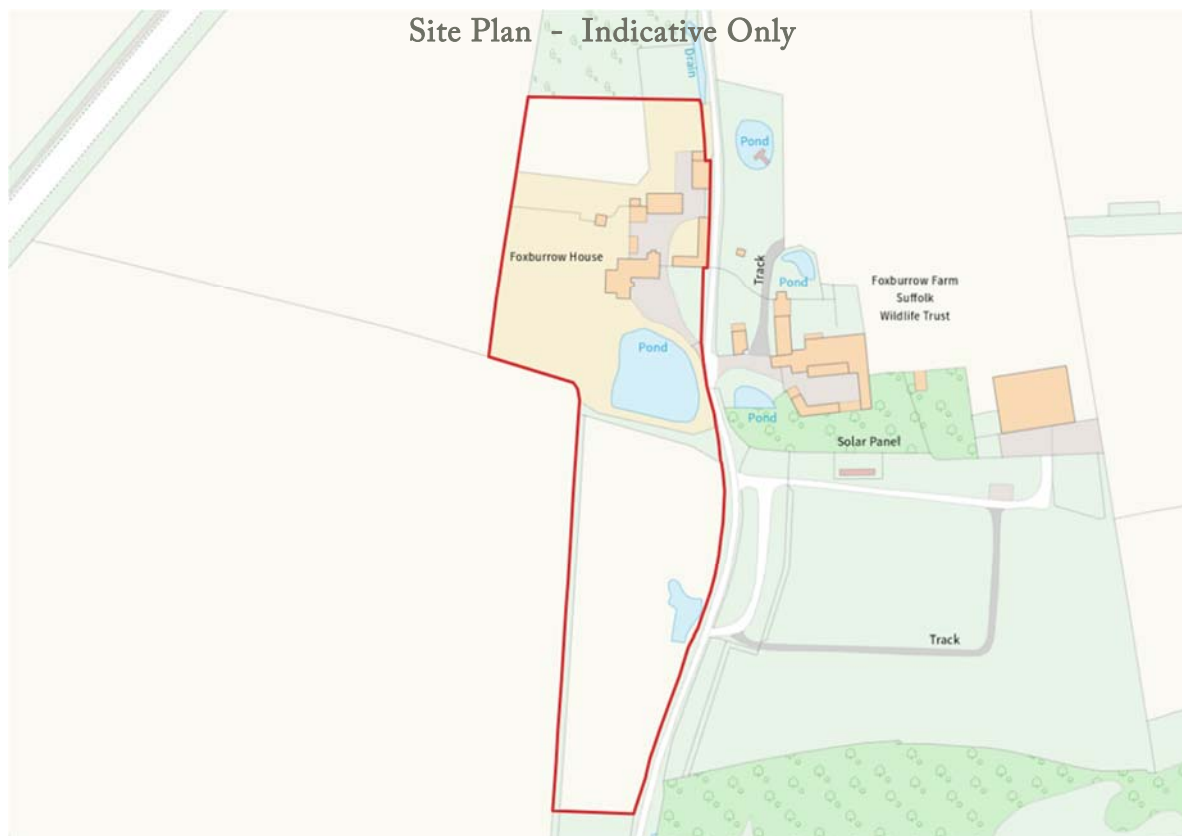 Site Plan - Indicative Only
Drain
Pond
Foxburrow House
Track
Pond
Foxburrow Farm
Suffolk
Wildlife Trust
Pond
Pond
Solar Panel
Track